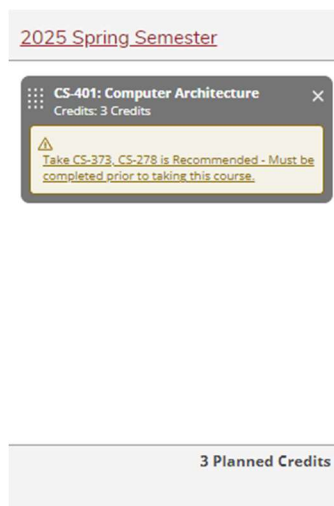 2025 Spring Semester
CS-401: Computer Architecture
Credits: 3 Credits
Take CS-373, CS-278 is Recommended - Must be
completed prior to taking this course.
3 Planned Credits